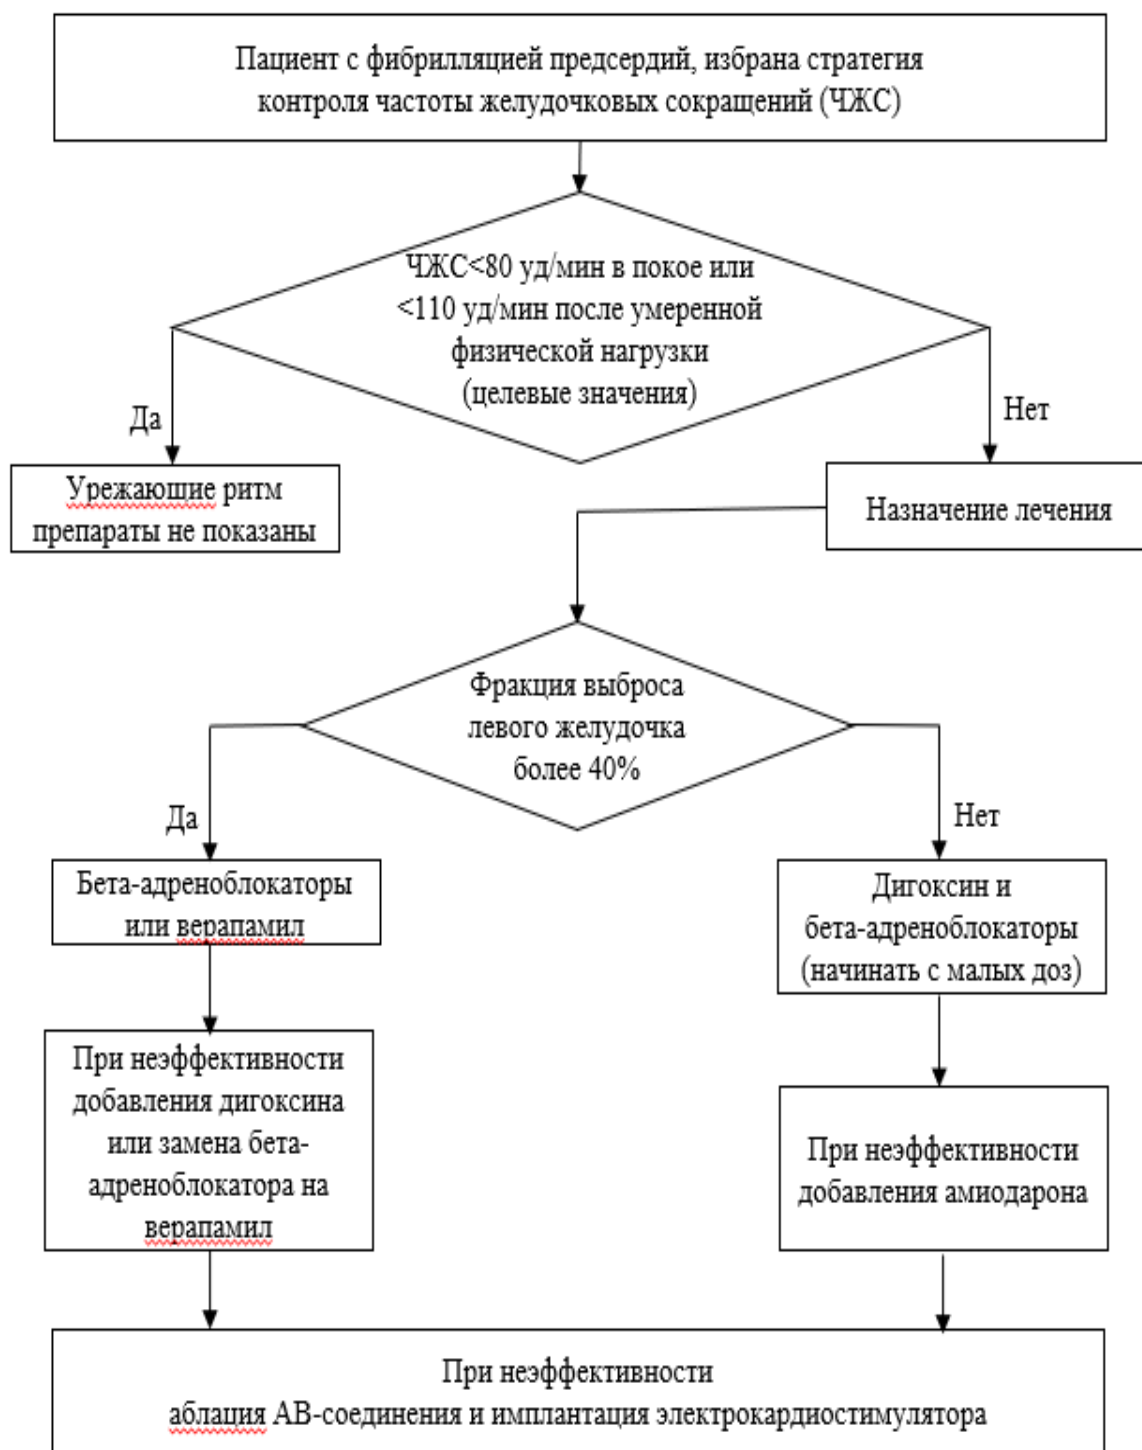 Пациент с фибрилляцией предсердий, избрана стратегия
контроля частоты желудочковых сокращений (ЧЖС)
ЧЖС<80 уд/мин в покое или
<110 уд/мин после умеренной
физической нагрузки
(целевые значения)
Да
Нет
Урежающие ритм
препараты не показаны
Назначение лечения
Фракция выброса
левого желудочка
более 40%
Да
Нет
Бета-адреноблокаторы
или верапамил
Дигоксин и
бета-адреноблокаторы
(начинать с малых доз)
При неэффективности
добавления дигоксина
или замена бета-
адреноблокатора на
верапамил
При неэффективности
добавления амиодарона
При неэффективности
аблация АВ-соединения и имплантация электрокардиостимулятора